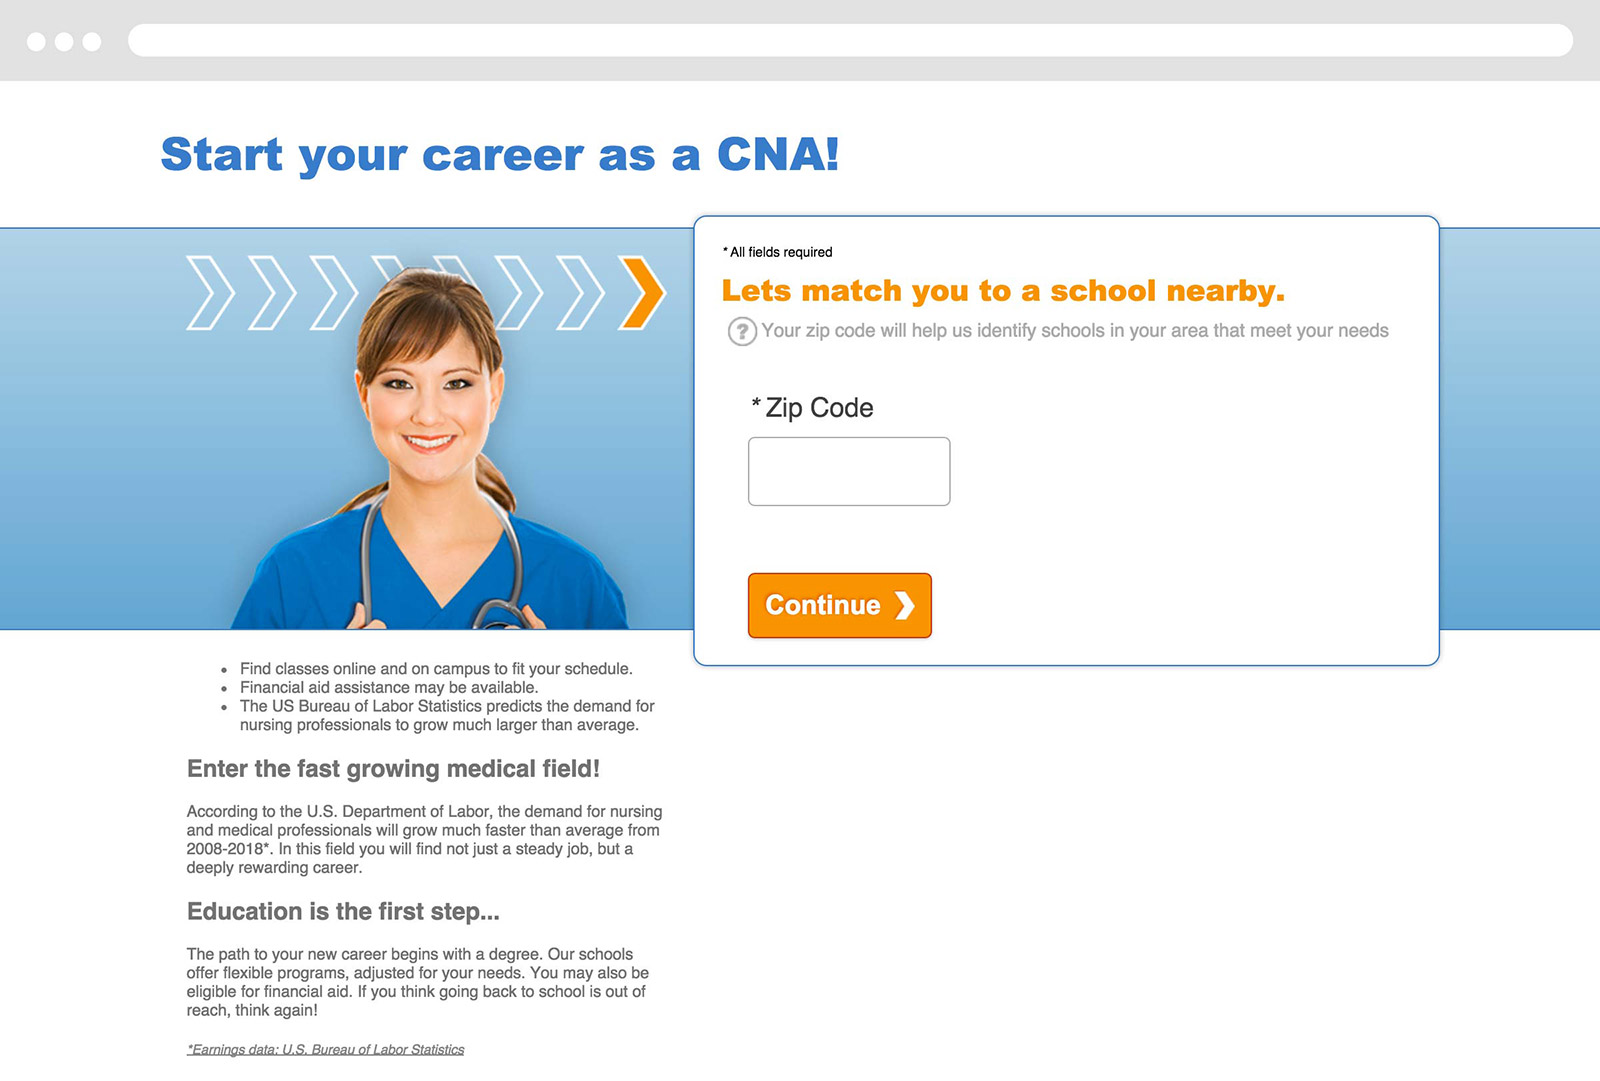 Start your career as a CNA!
* All fields required
Lets match you to a school nearby.
? Your zip code will help us identify schools in your area that meet your needs
* Zip Code
Continue
• Find classes online and on campus to fit your schedule.
• Financial aid assistance may be available.
• The US Bureau of Labor Statistics predicts the demand for
nursing professionals to grow much larger than average.
Enter the fast growing medical field!
According to the U.S. Department of Labor, the demand for nursing
and medical professionals will grow much faster than average from
2008-2018*. In this field you will find not just a steady job, but a
deeply rewarding career.
Education is the first step...
The path to your new career begins with a degree. Our schools
offer flexible programs, adjusted for your needs. You may also be
eligible for financial aid. If you think going back to school is out of
reach, think again!
*Earnings data: U.S. Bureau of Labor Statistics